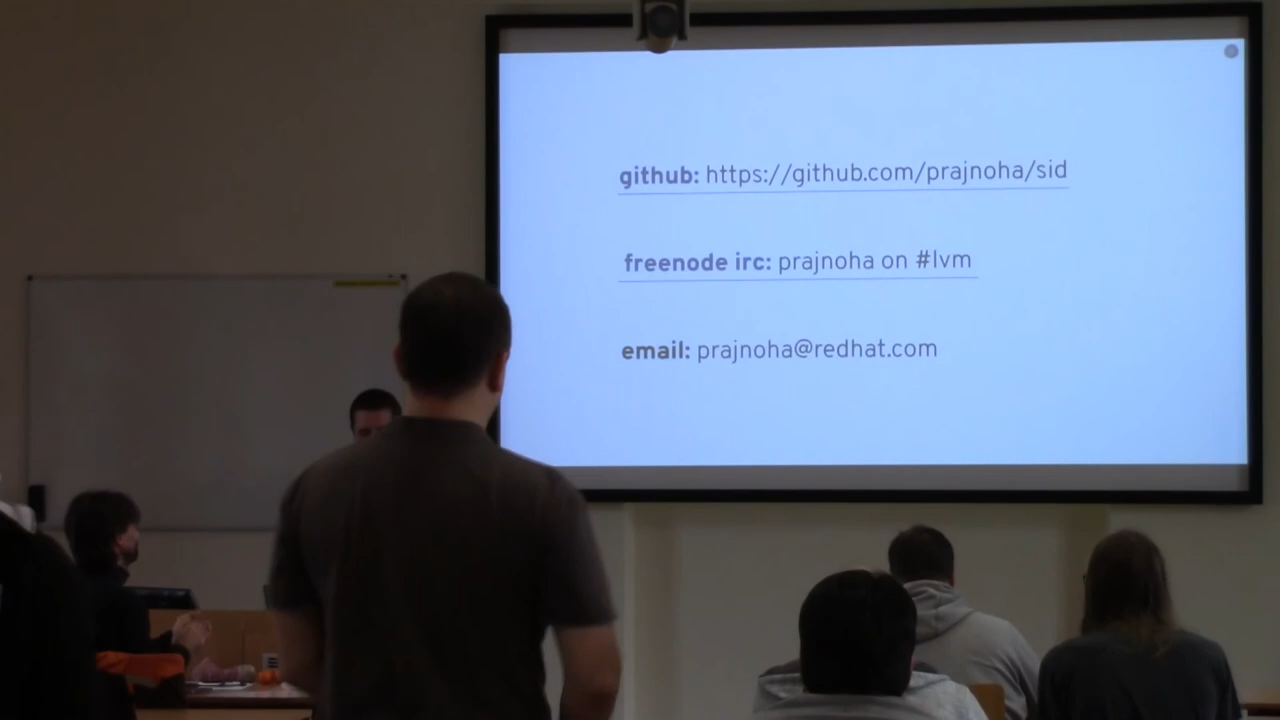 github: https://github.com/prajnoha/sid
freenode irc: prajnoha on #lvm
email: prajnoha@redhat.com